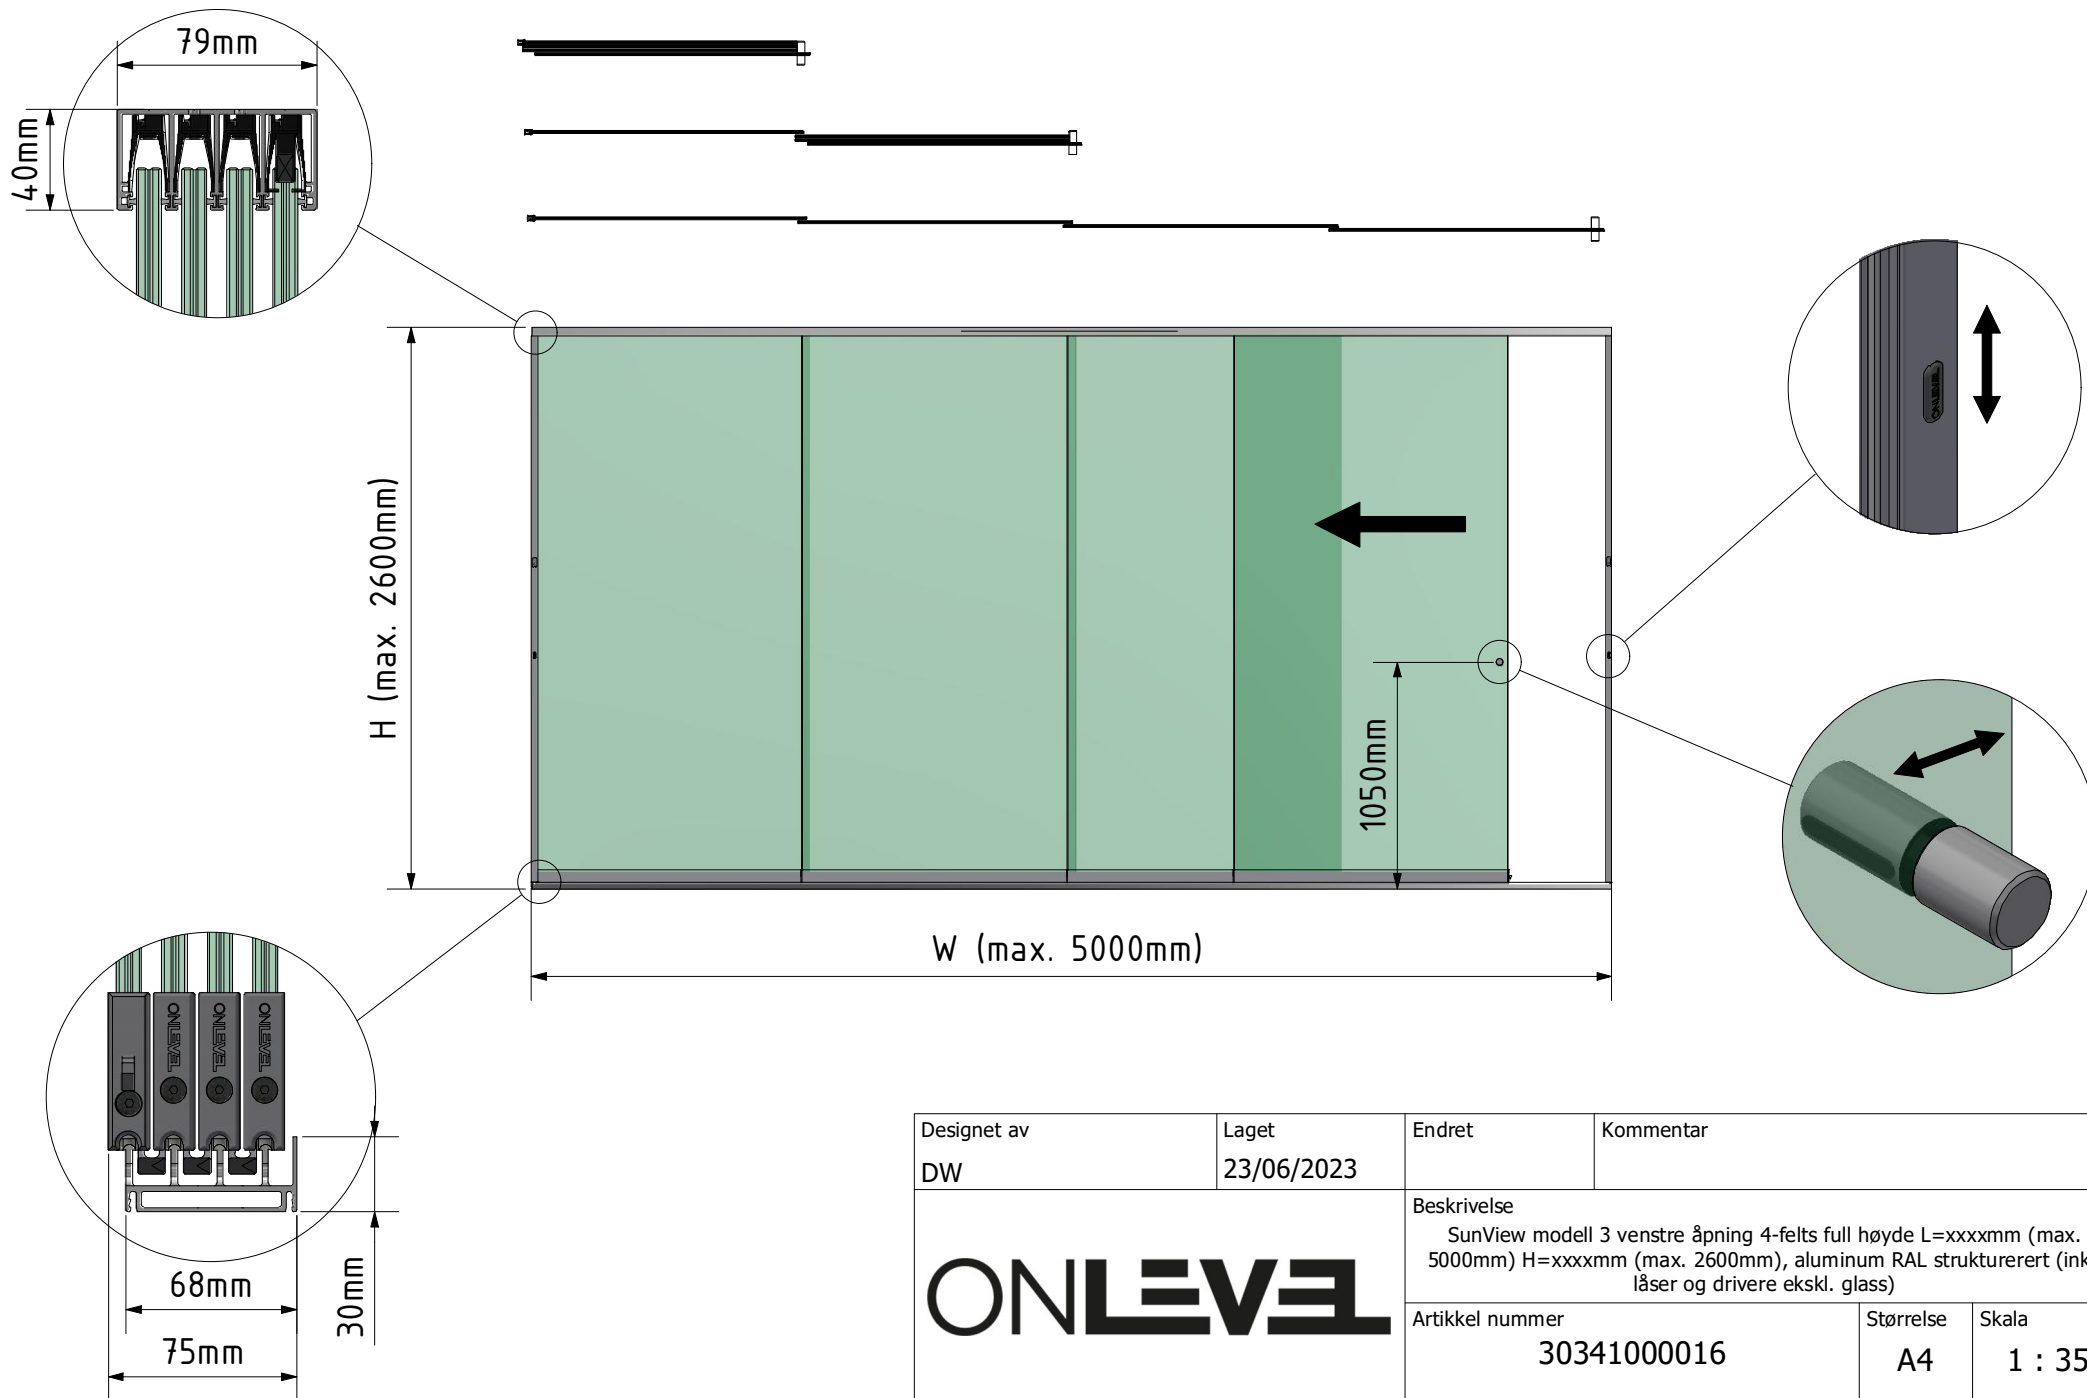 79mm
40mm
H (max. 2600mm)
1050mm
W (max. 5000mm)
ONLEVEL
ONLEVEL
ONLEVEL
ONLEVEL
68mm
75mm
30mm
Designet av
DW
Laget
23/06/2023
Endret
Kommentar
Beskrivelse
SunView modell 3 venstre åpning 4-felts full høyde L=xxxxmm (max.
5000mm) H=xxxxmm (max. 2600mm), aluminum RAL strukturerert (ink
låser og drivere ekskl. glass)
ONLEVEL
Artikkel nummer
30341000016
Størrelse
A4
Skala
1 : 35